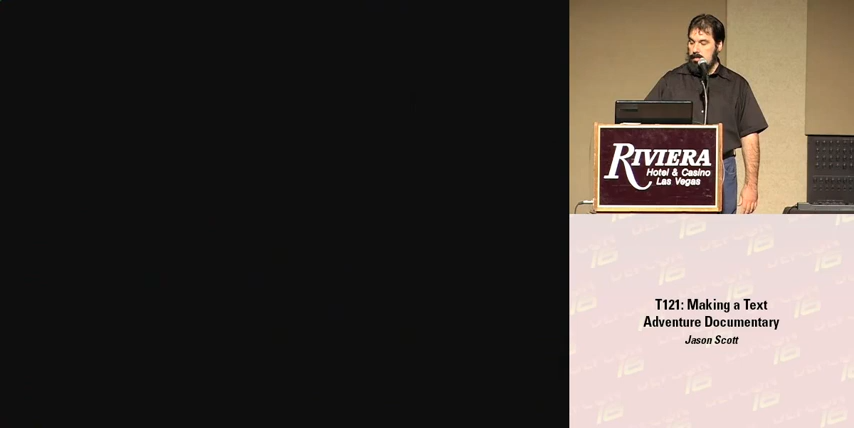 RIVIERA
Hotel & Casino
Las Vegas
T121: Making a Text
Adventure Documentary
Jason Scott